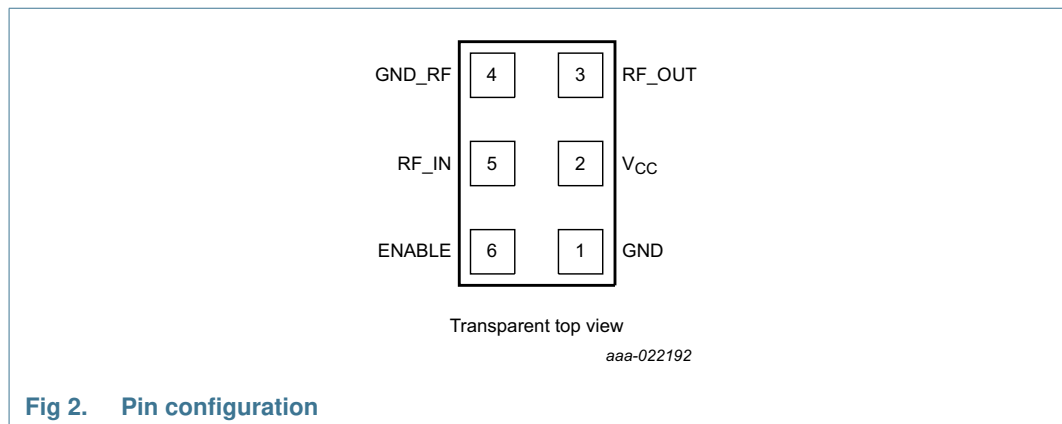 GND_RF 4 3 RF_OUT
RF_IN 5 2 VCC
ENABLE 6 1 GND
Transparent top view
aaa-022192
Fig 2. Pin configuration